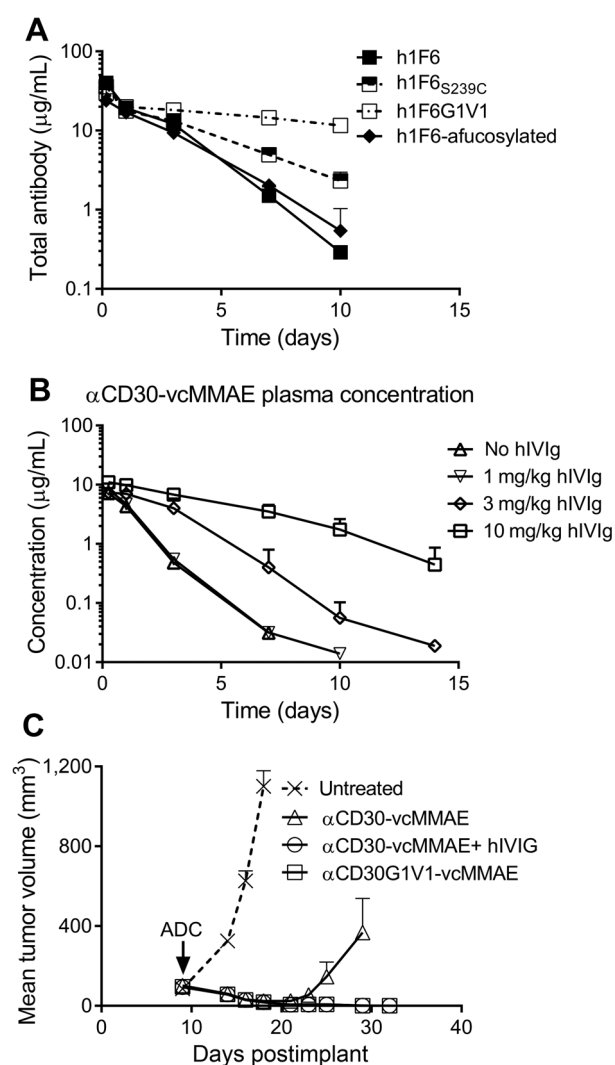 A
Total antibody (µg/mL)
100
10
1
0.1
0
5
10
15
Time (days)
h1F6
h1F6S239C
h1F6G1V1
h1F6-afucosylated
B
αCD30-vcMMAE plasma concentration
Concentration (µg/mL)
100
10
1
0.1
0.01
0
5
10
15
Time (days)
No hIVIg
1 mg/kg hIVIg
3 mg/kg hIVIg
10 mg/kg hIVIg
C
Mean tumor volume (mm³)
1,200
800
400
0
0
10
20
30
40
Days postimplant
ADC
Untreated
αCD30-vcMMAE
αCD30-vcMMAE+ hIVIG
αCD30G1V1-vcMMAE